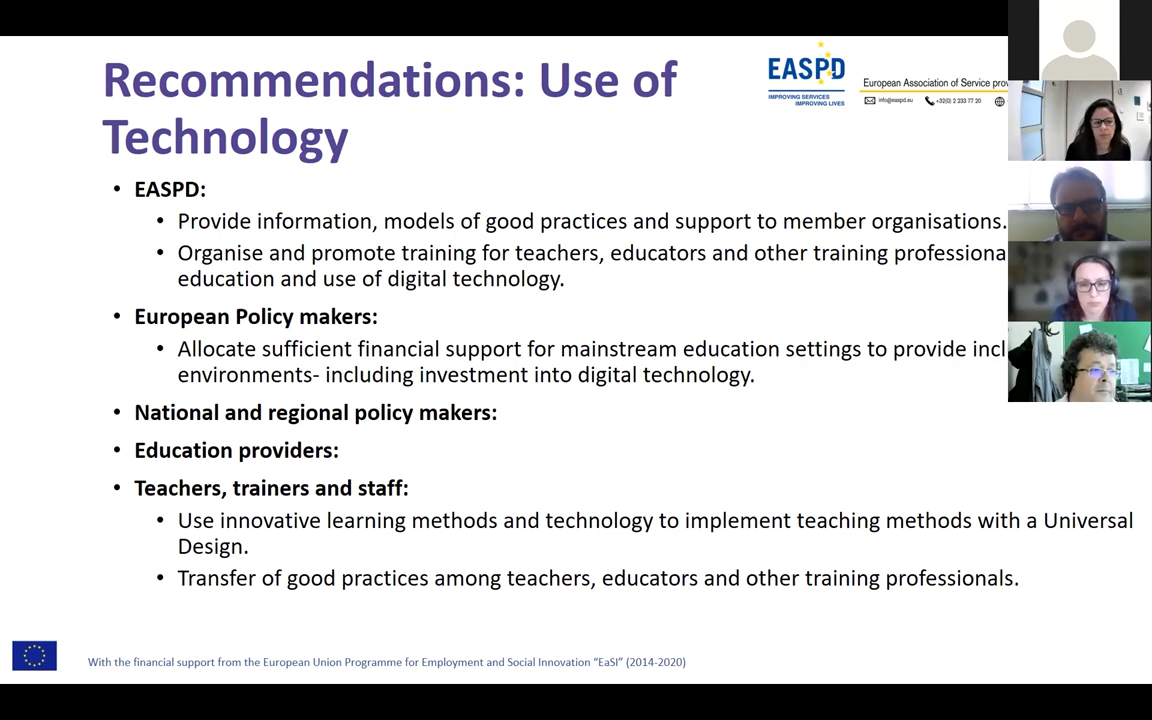 Recommendations: Use of
Technology
EASPD
IMPROVING SERVICES
IMPROVING LIVES
European Association of Service
info@easpd.eu
+32(0) 2 233 77 20
• EASPD:
• Provide information, models of good practices and support to member organisations.
• Organise and promote training for teachers, educators and other training
education and use of digital technology.
• European Policy makers:
• Allocate sufficient financial support for mainstream education settings to provide
environments- including investment into digital technology.
• National and regional policy makers:
• Education providers:
• Teachers, trainers and staff:
• Use innovative learning methods and technology to implement teaching methods with a Universal
Design.
• Transfer of good practices among teachers, educators and other training professionals.
With the financial support from the European Union Programme for Employment and Social Innovation “EaSI” (2014-2020)